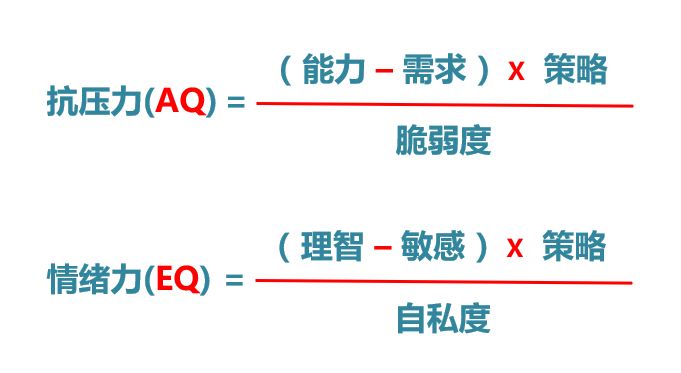 抗压力(AQ) = (能力 – 需求) x 策略
脆弱度
情绪力(EQ) = (理智 – 敏感) x 策略
自私度